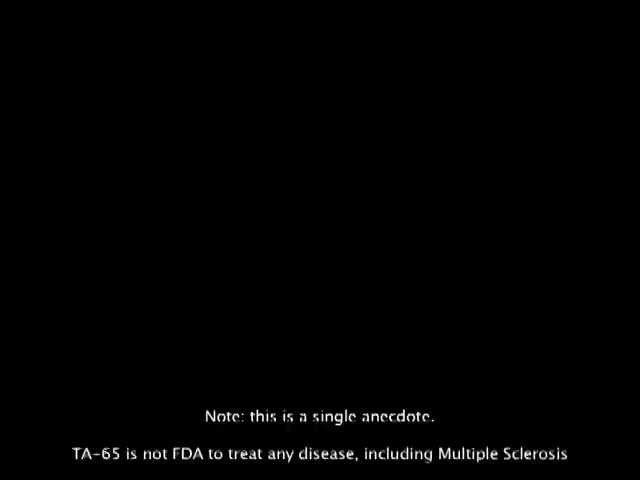 Note: this is a single anecdote.
TA-65 is not FDA to treat any disease, including Multiple Sclerosis